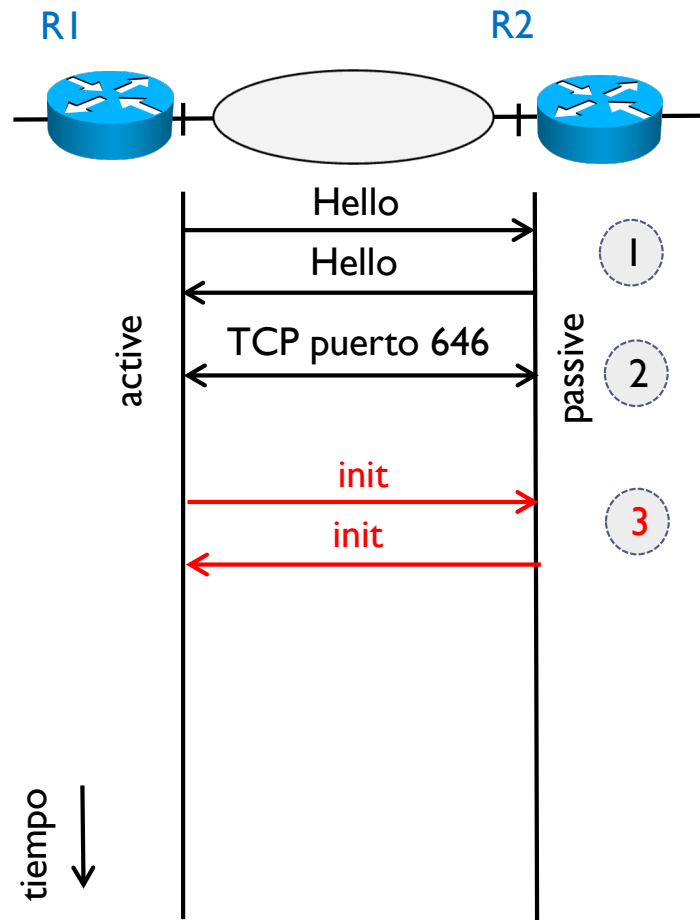 R1
R2
Hello
1
Hello
active
TCP puerto 646
passive
2
init
3
init
tiempo